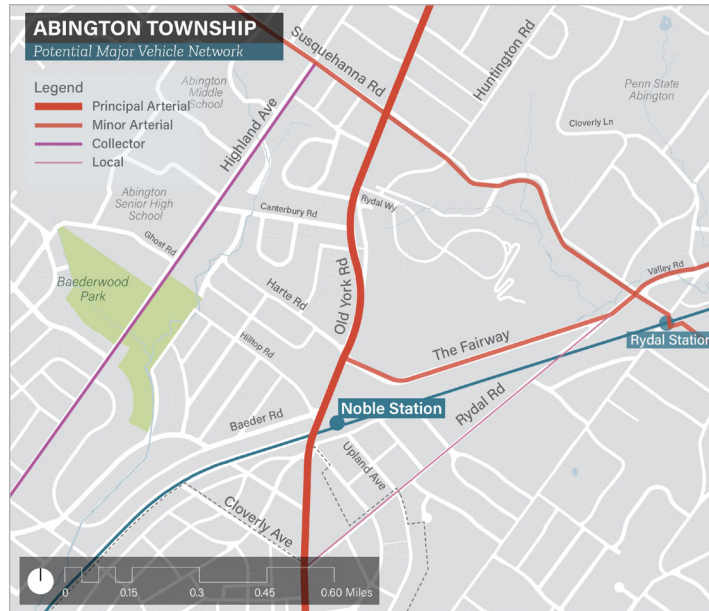 ABINGTON TOWNSHIP
Potential Major Vehicle Network
Legend
Principal Arterial
Minor Arterial
Collector
Local
Abington
Middle
School
Susquehanna Rd
Huntington Rd
Penn State
Abington
Cloverly Ln
Highland Ave
Abington
Senior High
School
Canterbury Rd
Rydal Wy
Ghost Rd
Baederwood
Park
Harte Rd
Old York Rd
Valley Rd
Hilltop Rd
The Fairway
Rydal Station
Rydal Rd
Noble Station
Baeder Rd
Upland Ave
Cloverly Ave
0
0.15
0.3
0.45
0.60 Miles